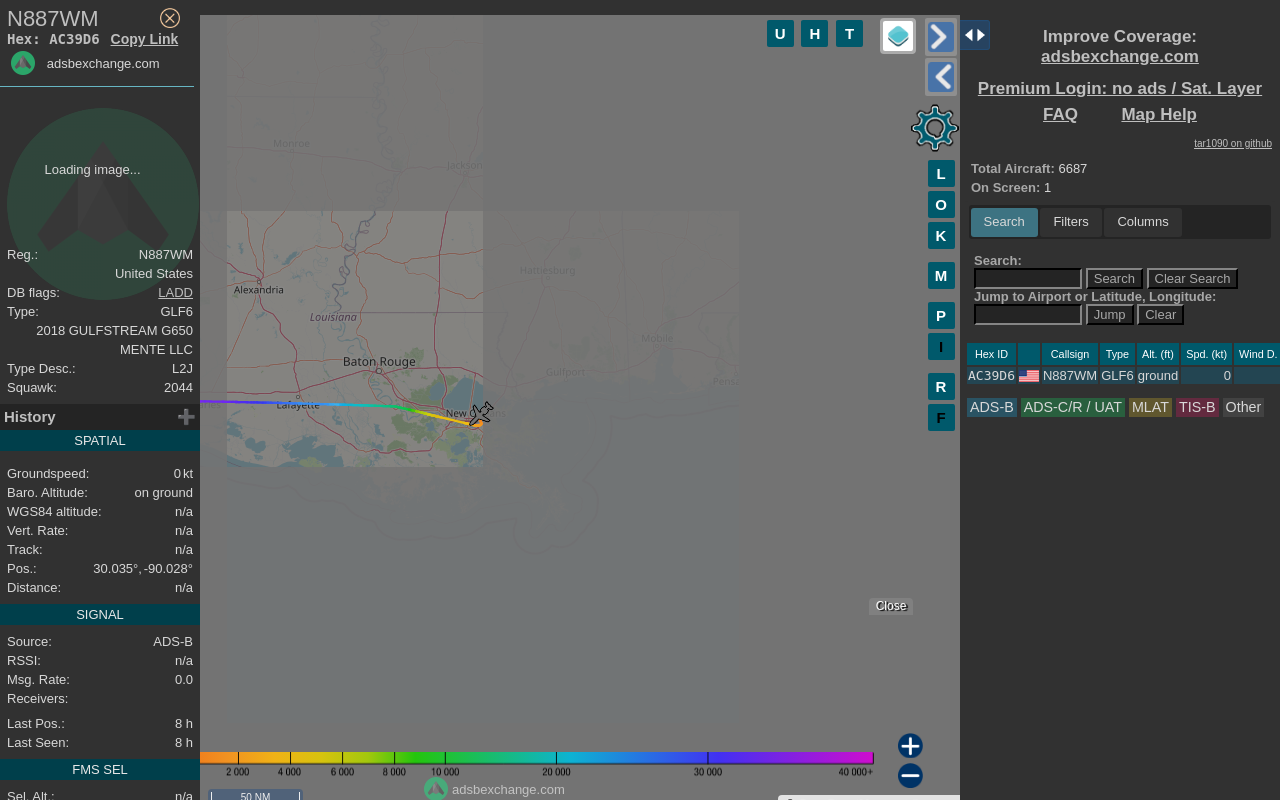 N887WM
Hex: AC39D6 Copy Link
adsbexchange.com
Loading image...
Reg.: N887WM
United States
DB flags: LADD
Type: GLF6
2018 GULFSTREAM G650
MENTE LLC
Type Desc.: L2J
Squawk: 2044
History
SPATIAL
Groundspeed: 0 kt
Baro. Altitude: on ground
WGS84 altitude: n/a
Vert. Rate: n/a
Track: n/a
Pos.: 30.035°, -90.028°
Distance: n/a
SIGNAL
Source: ADS-B
RSSI: n/a
Msg. Rate: 0.0
Receivers:
Last Pos.: 8 h
Last Seen: 8 h
FMS SEL
Sel. Alt.: n/a
U H T
L
O
K
M
P
I
R
F
Monroe
Jackson
Hattiesburg
Alexandria
Louisiana
Mobile
Baton Rouge
Gulfport
Lafayette
New
Close
2 000 4 000 6 000 8 000 10 000 20 000 30 000 40 000+
adsbexchange.com
50 NM
Improve Coverage:
adsbexchange.com
Premium Login: no ads / Sat. Layer
FAQ Map Help
tar1090 on github
Total Aircraft: 6687
On Screen: 1
Search Filters Columns
Search:
Search Clear Search
Jump to Airport or Latitude, Longitude:
Jump Clear
Hex ID Callsign Type Alt. (ft) Spd. (kt) Wind D.
AC39D6 N887WM GLF6 ground 0
ADS-B ADS-C/R / UAT MLAT TIS-B Other